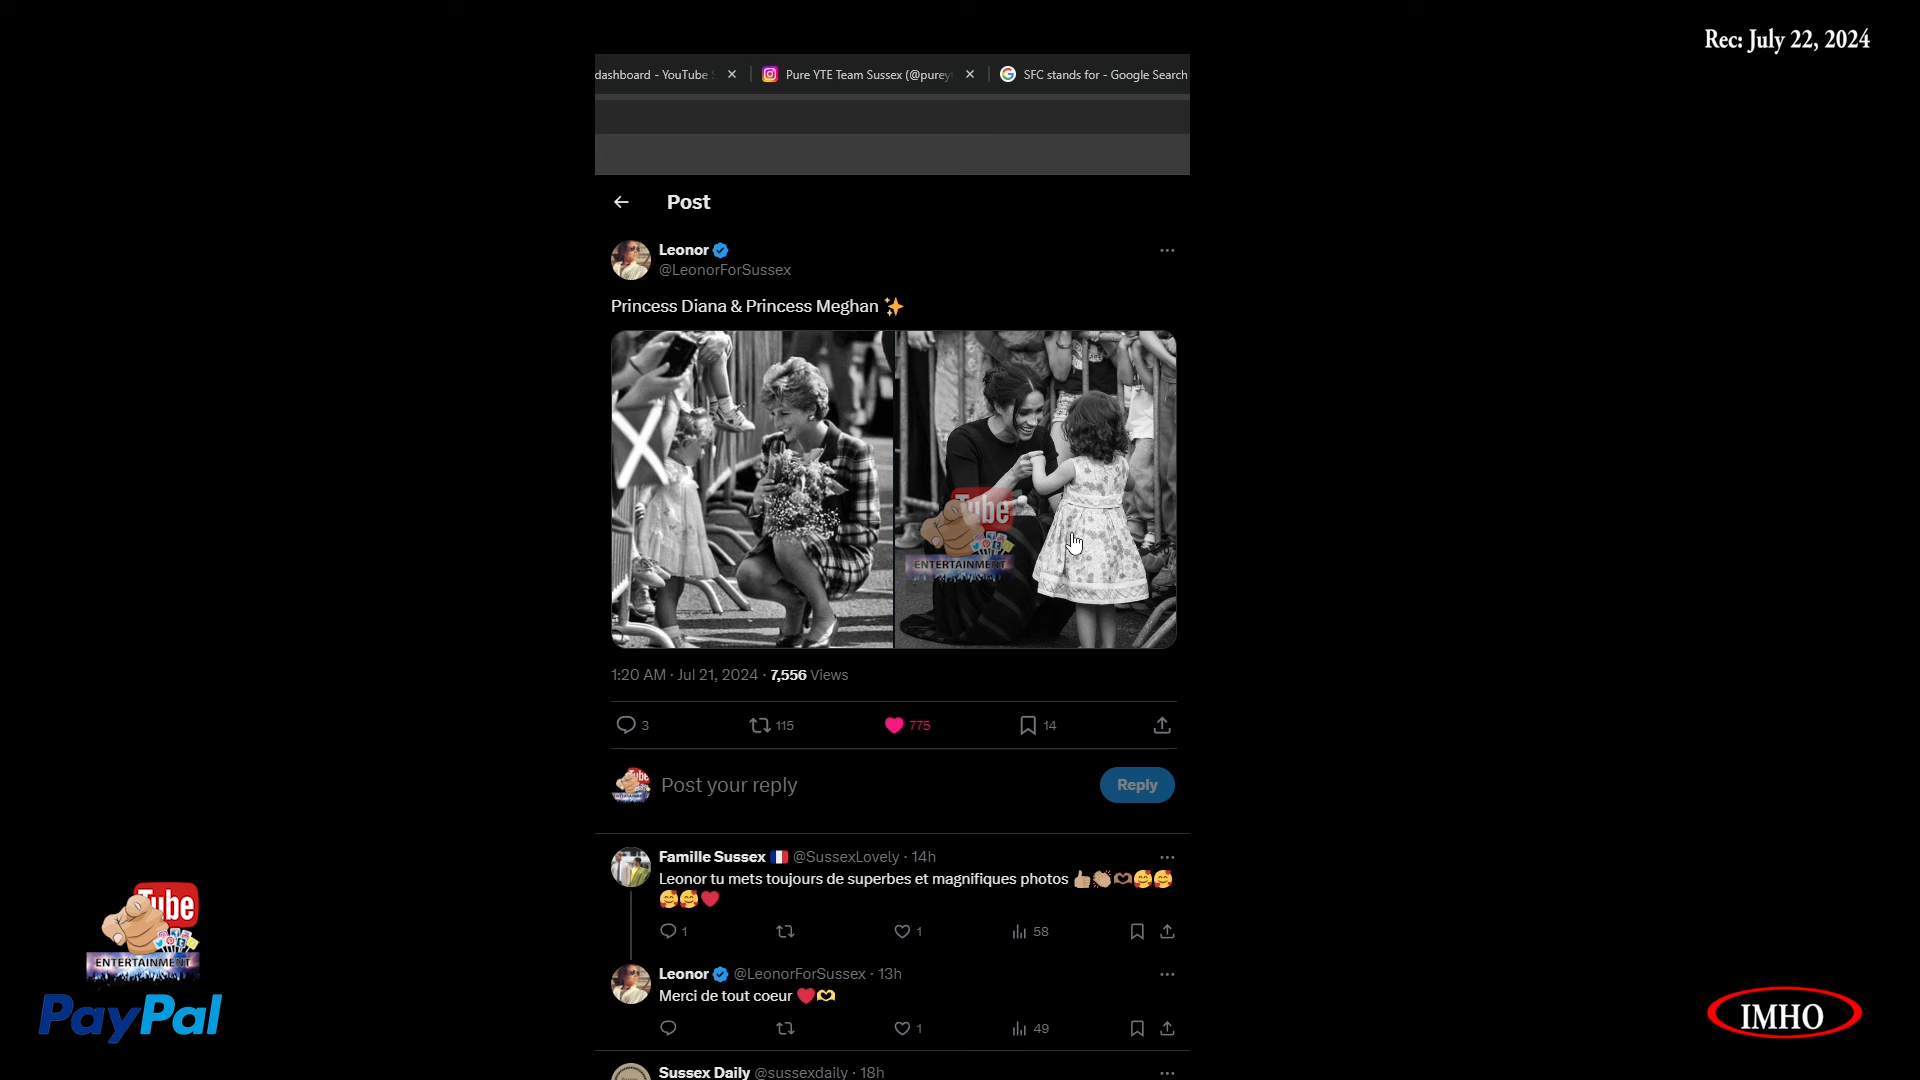 Rec: July 22, 2024
dashboard - YouTube
Pure YTE Team Sussex (@purey
SFC stands for - Google Search
Post
Leonor
@LeonorForSussex
Princess Diana & Princess Meghan ✨
Tube
ENTERTAINMENT
1:20 AM · Jul 21, 2024 · 7,556 Views
3 115 775 14
Post your reply
Reply
Famille Sussex 🇫🇷 @SussexLovely · 14h
Leonor tu mets toujours de superbes et magnifiques photos 👍🏼👏🏼🫶🏽🥰🥰
🥰🥰❤️
1 1 58
Leonor @LeonorForSussex · 13h
Merci de tout coeur ❤️🫶
1 49
Sussex Daily @sussexdaily · 18h
Tube
ENTERTAINMENT
PayPal
IMHO